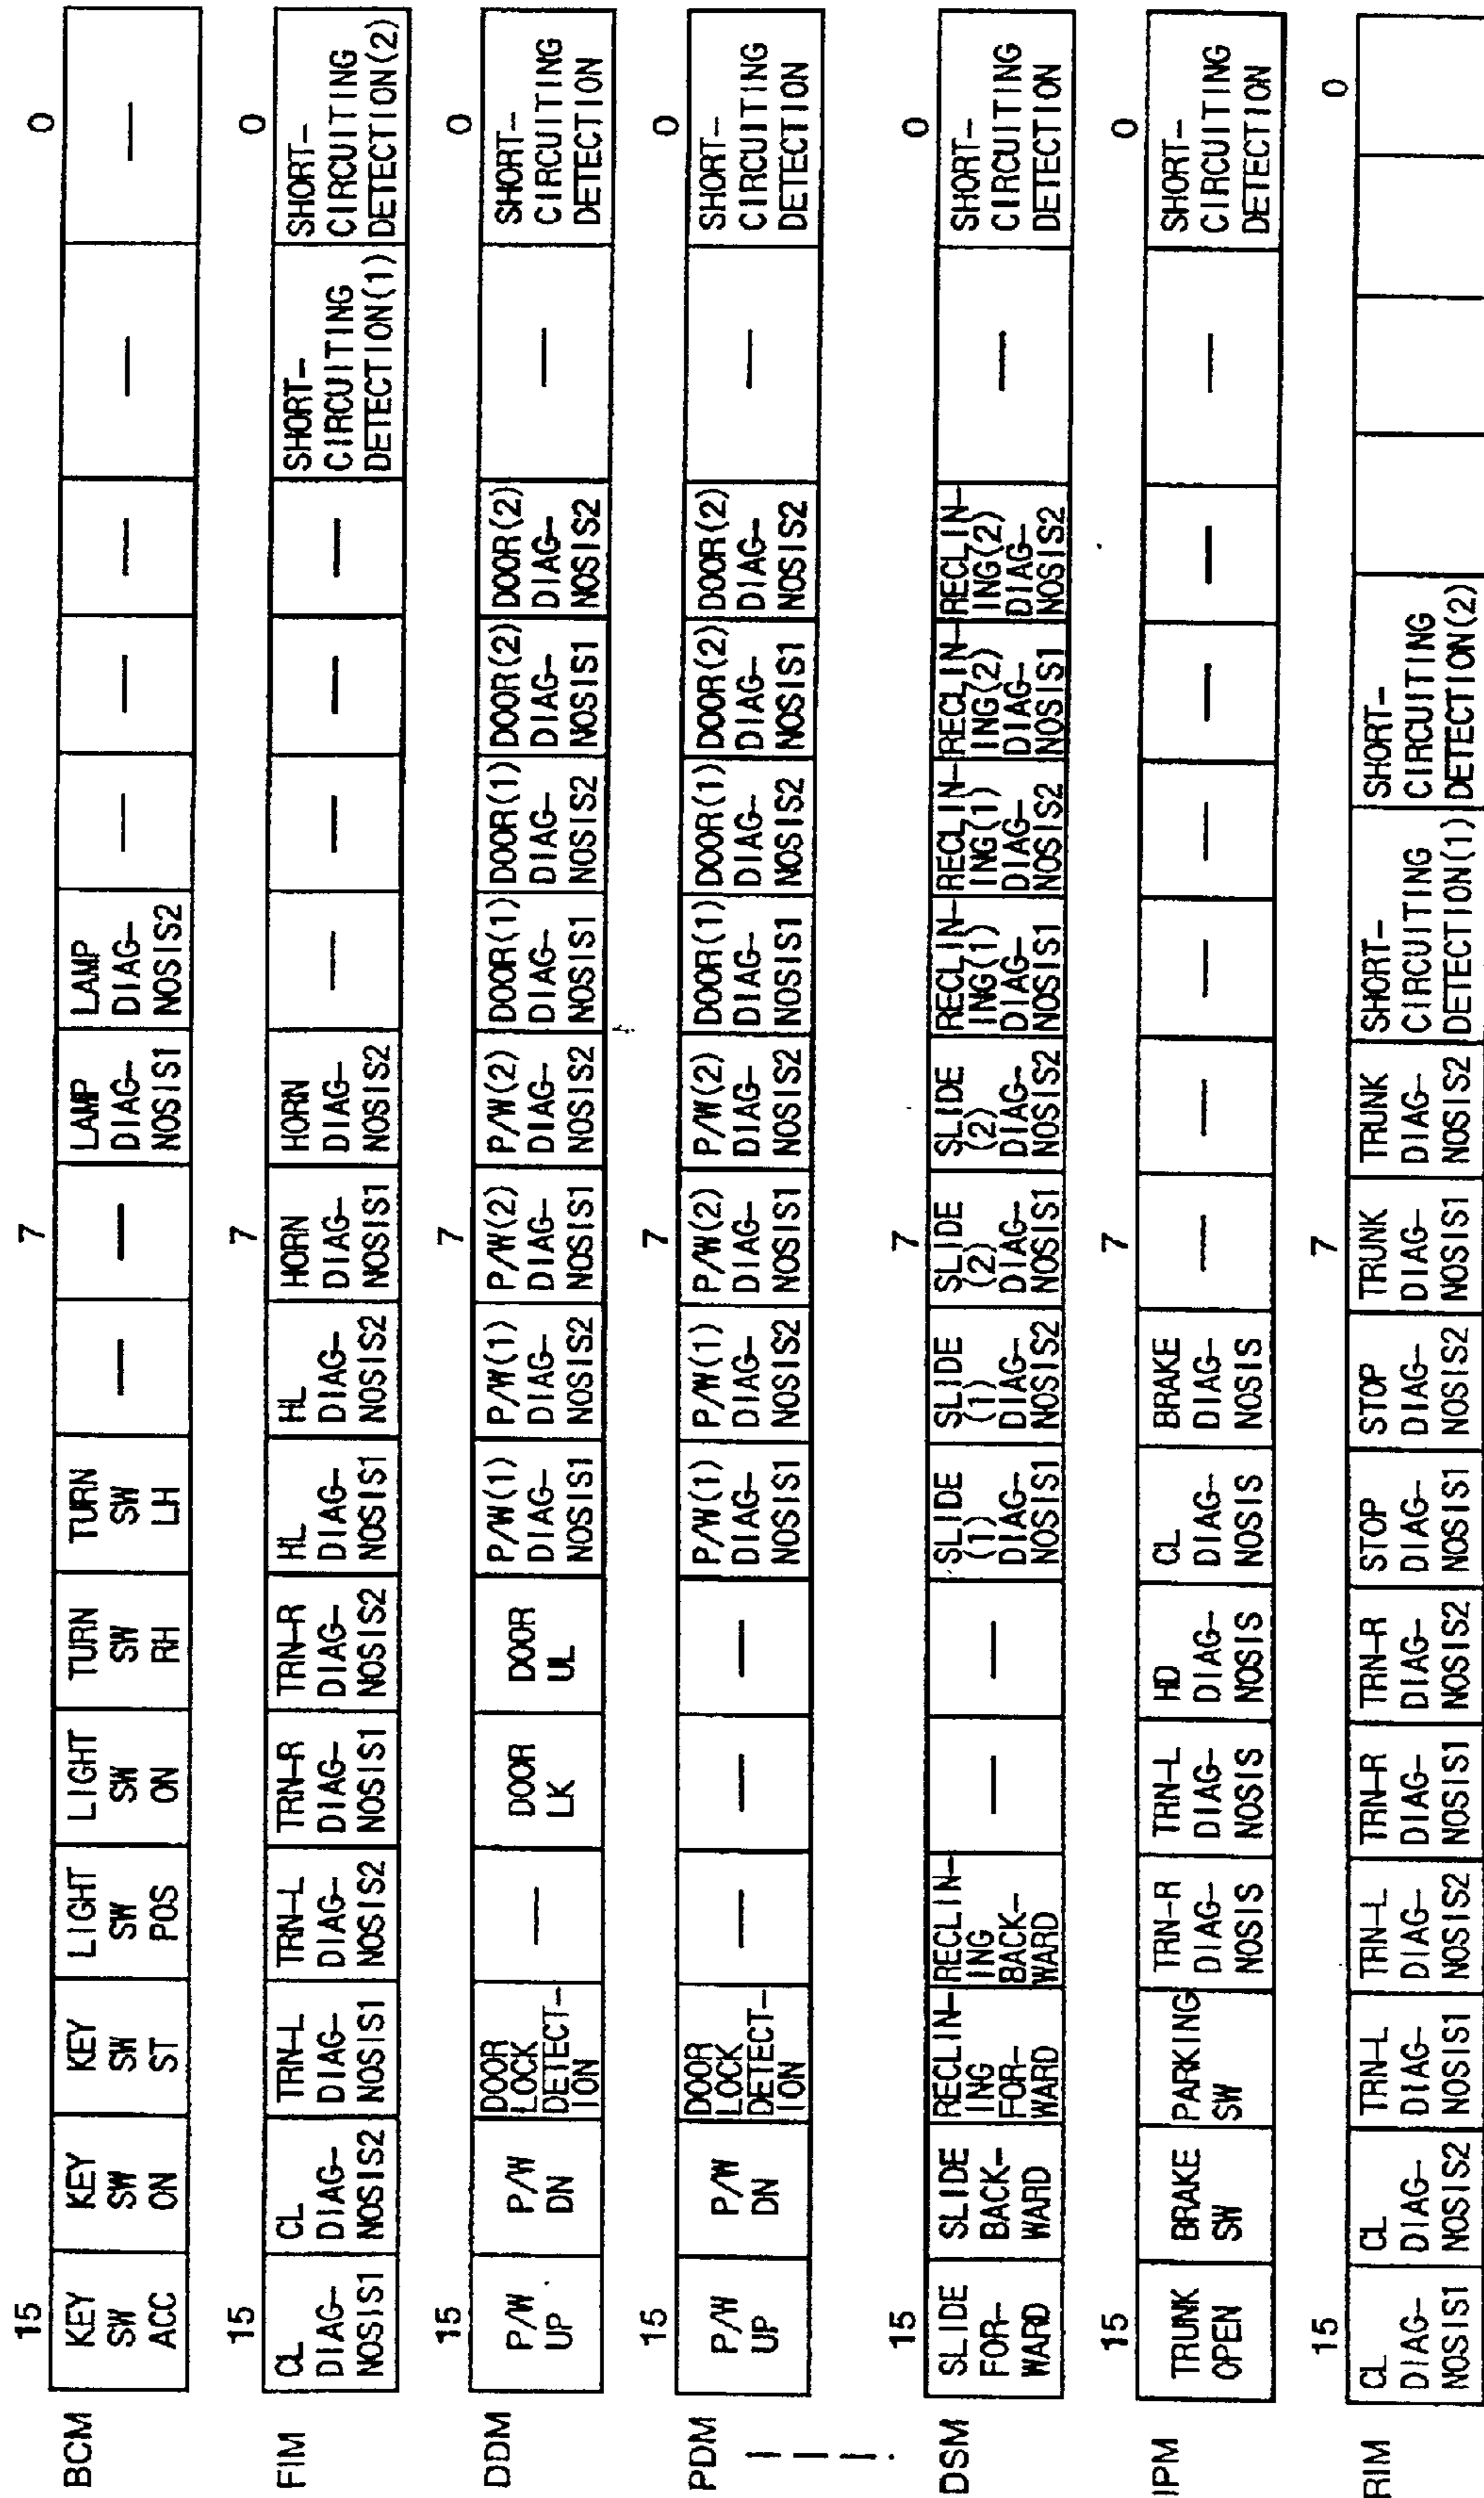 15 7 0
BCM
KEY SW ACC
KEY SW ON
KEY SW ST
LIGHT SW POS
LIGHT SW ON
TURN SW RH
TURN SW LH
—
—
LAMP DIAG- NOSIS1
LAMP DIAG- NOSIS2
—
—
—
—
—
15 7 0
FIM
CL DIAG- NOSIS1
CL DIAG- NOSIS2
TRN-L DIAG- NOSIS1
TRN-L DIAG- NOSIS2
TRN-R DIAG- NOSIS1
TRN-R DIAG- NOSIS2
HL DIAG- NOSIS1
HL DIAG- NOSIS2
HORN DIAG- NOSIS1
HORN DIAG- NOSIS2
—
—
—
—
SHORT- CIRCUITING DETECTION(1)
SHORT- CIRCUITING DETECTION(2)
15 7 0
DDM
P/W UP
P/W DN
DOOR LOCK DETECT- ION
—
DOOR LK
DOOR UL
P/W(1) DIAG- NOSIS1
P/W(1) DIAG- NOSIS2
P/W(2) DIAG- NOSIS1
P/W(2) DIAG- NOSIS2
DOOR(1) DIAG- NOSIS1
DOOR(1) DIAG- NOSIS2
DOOR(2) DIAG- NOSIS1
DOOR(2) DIAG- NOSIS2
—
SHORT- CIRCUITING DETECTION
15 7 0
PDM
P/W UP
P/W DN
DOOR LOCK DETECT- ION
—
—
—
P/W(1) DIAG- NOSIS1
P/W(1) DIAG- NOSIS2
P/W(2) DIAG- NOSIS1
P/W(2) DIAG- NOSIS2
DOOR(1) DIAG- NOSIS1
DOOR(1) DIAG- NOSIS2
DOOR(2) DIAG- NOSIS1
DOOR(2) DIAG- NOSIS2
—
SHORT- CIRCUITING DETECTION
15 7 0
DSM
SLIDE FOR- WARD
SLIDE BACK- WARD
RECLIN- ING FOR- WARD
RECLIN- ING BACK- WARD
—
—
SLIDE (1) DIAG- NOSIS1
SLIDE (1) DIAG- NOSIS2
SLIDE (2) DIAG- NOSIS1
SLIDE (2) DIAG- NOSIS2
RECLIN- ING(1) DIAG- NOSIS1
RECLIN- ING(1) DIAG- NOSIS2
RECLIN- ING(2) DIAG- NOSIS1
RECLIN- ING(2) DIAG- NOSIS2
—
SHORT- CIRCUITING DETECTION
15 7 0
IPM
TRUNK OPEN
BRAKE SW
PARKING SW
TRN-R DIAG- NOSIS
TRN-L DIAG- NOSIS
HD DIAG- NOSIS
CL DIAG- NOSIS
BRAKE DIAG- NOSIS
—
—
—
—
—
—
—
SHORT- CIRCUITING DETECTION
15 7 0
RIM
CL DIAG- NOSIS1
CL DIAG- NOSIS2
TRN-L DIAG- NOSIS1
TRN-L DIAG- NOSIS2
TRN-R DIAG- NOSIS1
TRN-R DIAG- NOSIS2
STOP DIAG- NOSIS1
STOP DIAG- NOSIS2
TRUNK DIAG- NOSIS1
TRUNK DIAG- NOSIS2
SHORT- CIRCUITING DETECTION(1)
SHORT- CIRCUITING DETECTION(2)